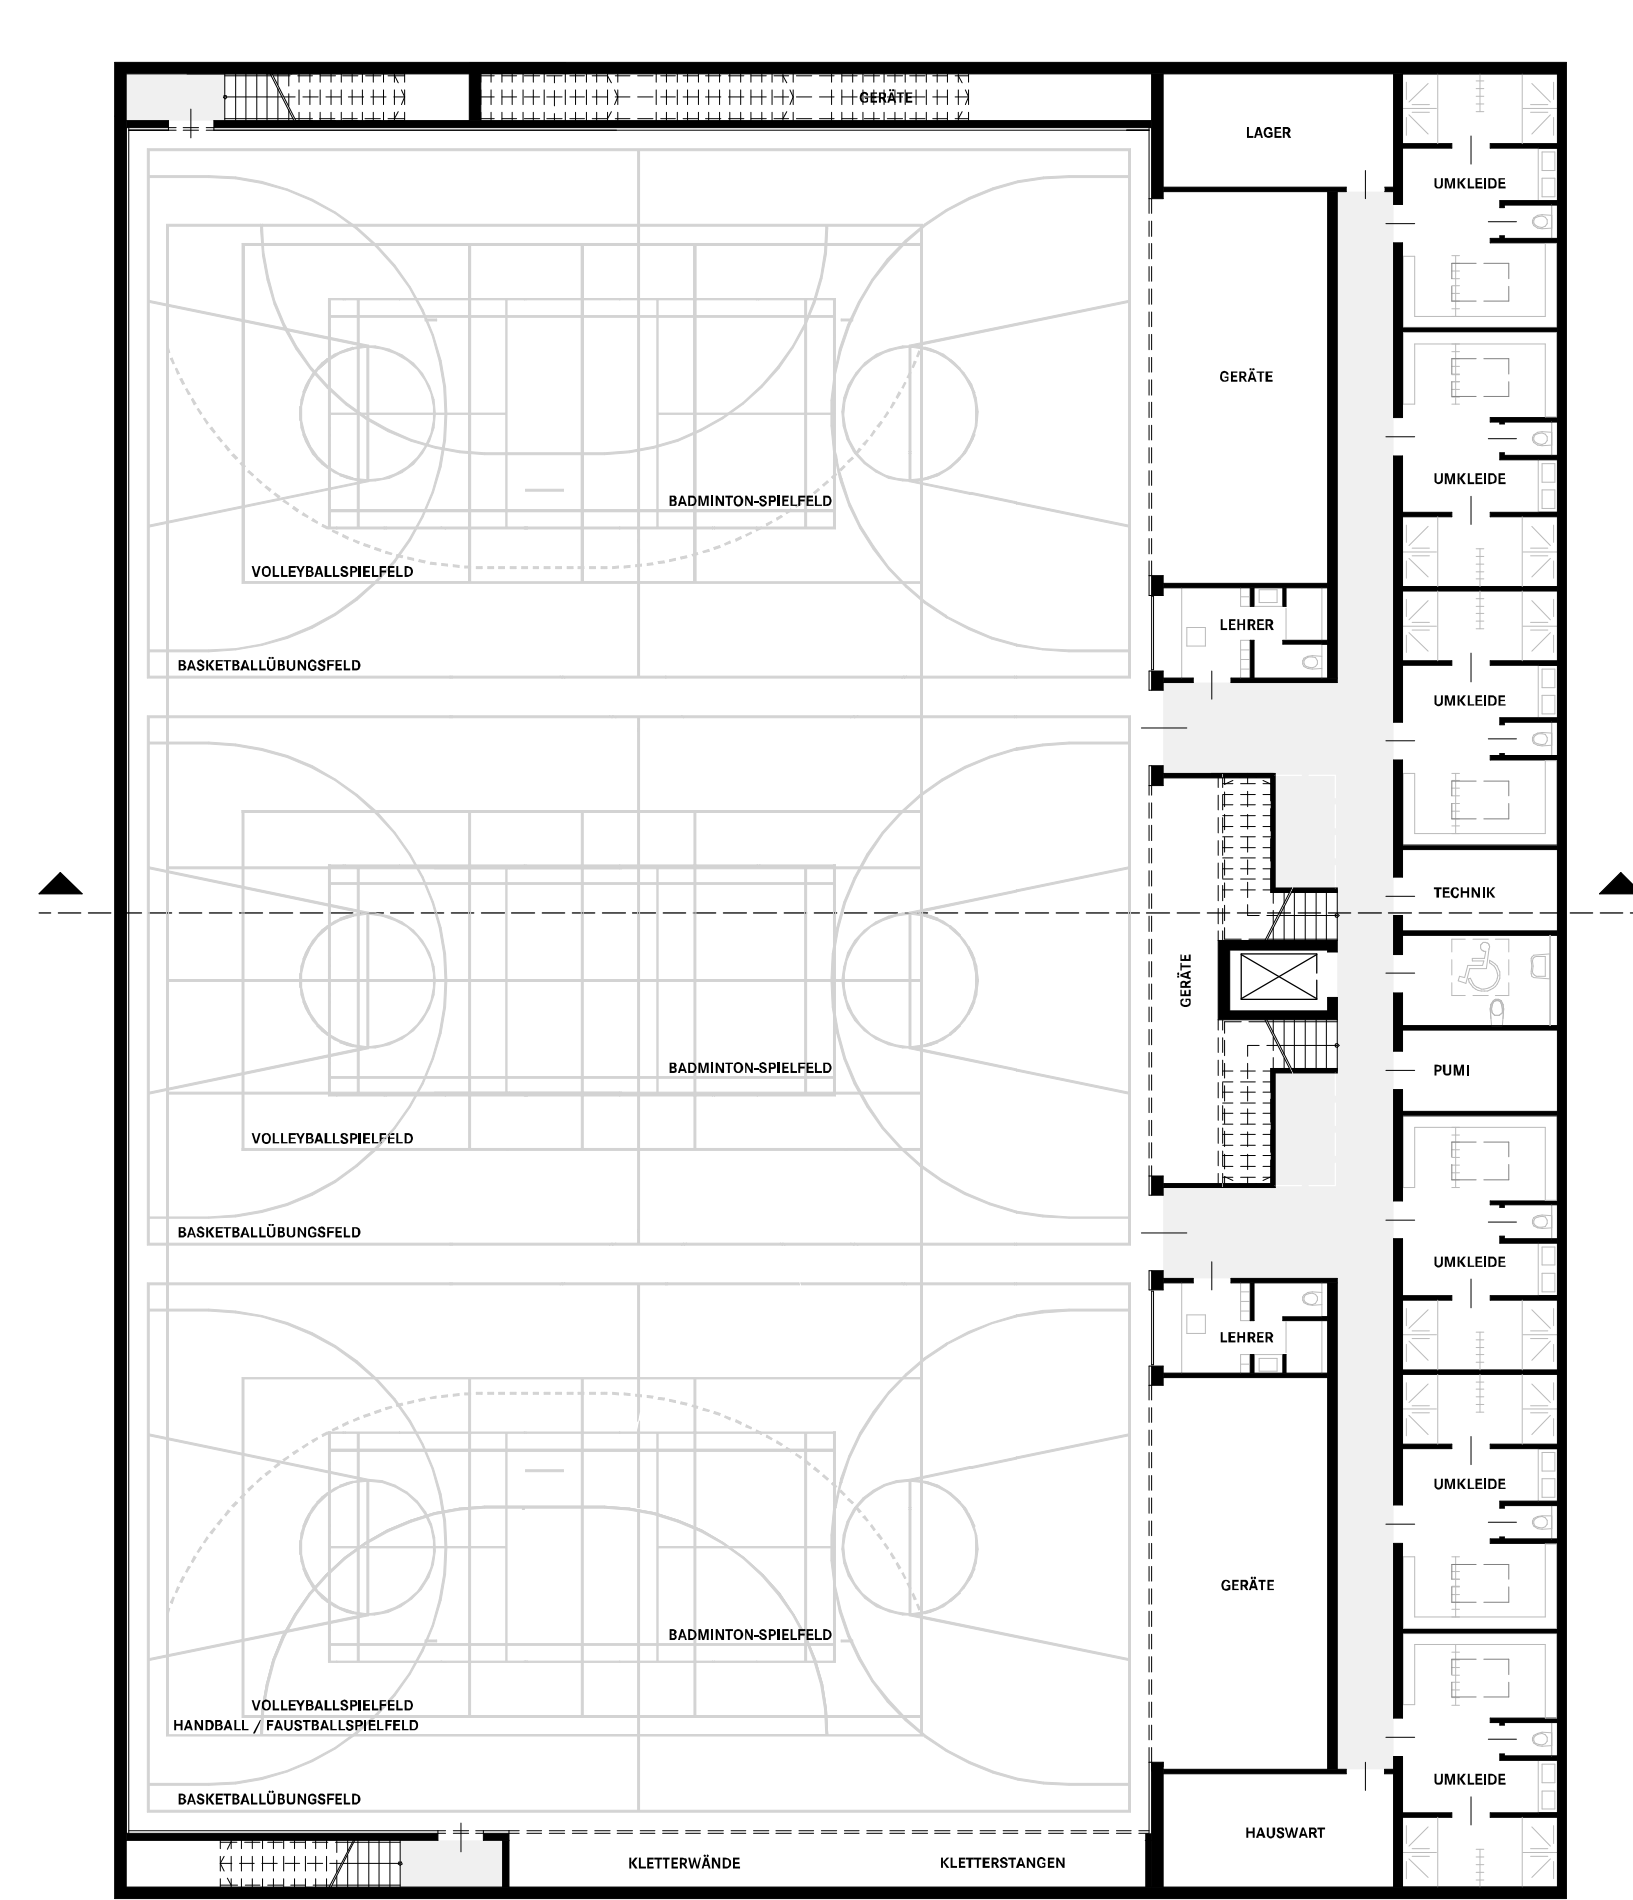 GERÄTE
LAGER
UMKLEIDE
GERÄTE
UMKLEIDE
BADMINTON-SPIELFELD
VOLLEYBALLSPIELFELD
LEHRER
BASKETBALLÜBUNGSFELD
UMKLEIDE
TECHNIK
GERÄTE
BADMINTON-SPIELFELD
PUMI
VOLLEYBALLSPIELFELD
BASKETBALLÜBUNGSFELD
UMKLEIDE
LEHRER
UMKLEIDE
GERÄTE
BADMINTON-SPIELFELD
VOLLEYBALLSPIELFELD
HANDBALL / FAUSTBALLSPIELFELD
UMKLEIDE
BASKETBALLÜBUNGSFELD
HAUSWART
KLETTERWÄNDE
KLETTERSTANGEN